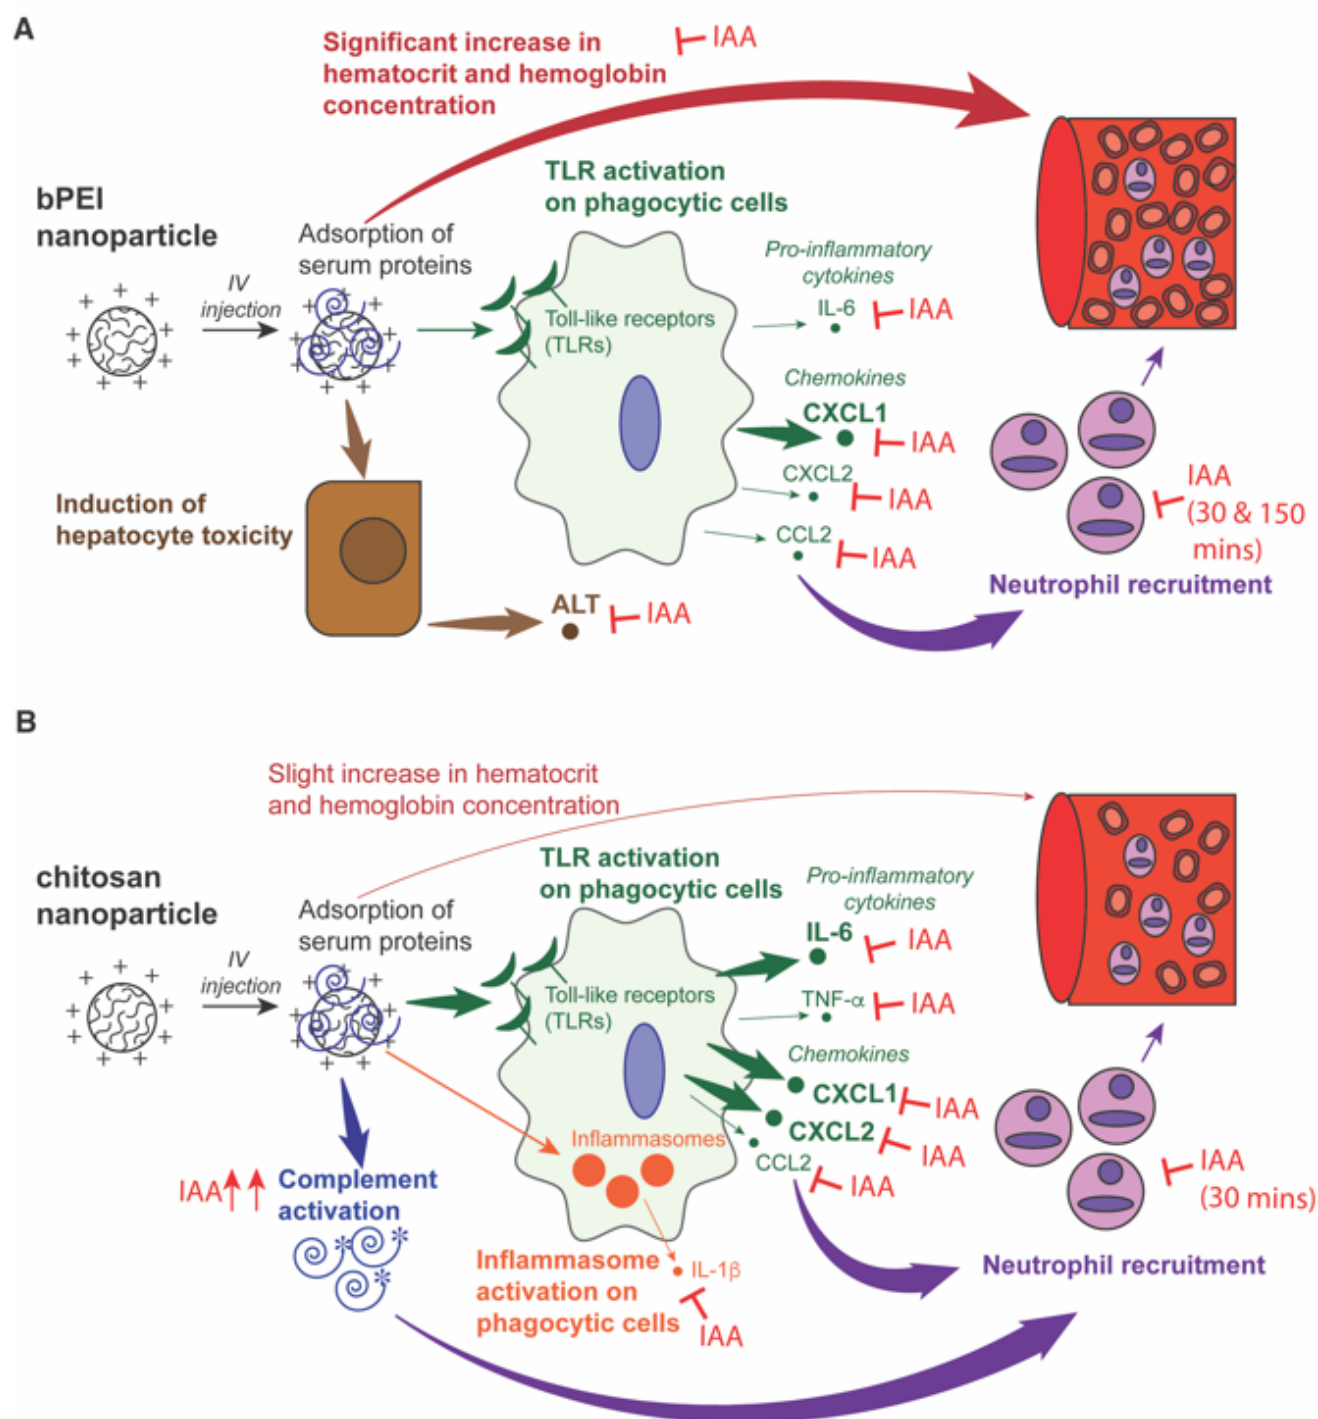 A
Significant increase in
hematocrit and hemoglobin
concentration
IAA
TLR activation
on phagocytic cells
bPEI
nanoparticle
Adsorption of
serum proteins
IV
injection
Toll-like receptors
(TLRs)
Pro-inflammatory
cytokines
IL-6
IAA
Chemokines
CXCL1
IAA
CXCL2
IAA
CCL2
IAA
IAA
(30 & 150
mins)
Neutrophil recruitment
Induction of
hepatocyte toxicity
ALT
IAA
B
Slight increase in hematocrit
and hemoglobin concentration
TLR activation
on phagocytic cells
chitosan
nanoparticle
Adsorption of
serum proteins
IV
injection
Toll-like receptors
(TLRs)
Pro-inflammatory
cytokines
IL-6
IAA
TNF-α
IAA
Chemokines
CXCL1
IAA
CXCL2
IAA
CCL2
IAA
IAA
(30 mins)
Neutrophil recruitment
Inflammasomes
IAA
Complement
activation
* * *
Inflammasome
activation on
phagocytic cells
IL-1β
IAA